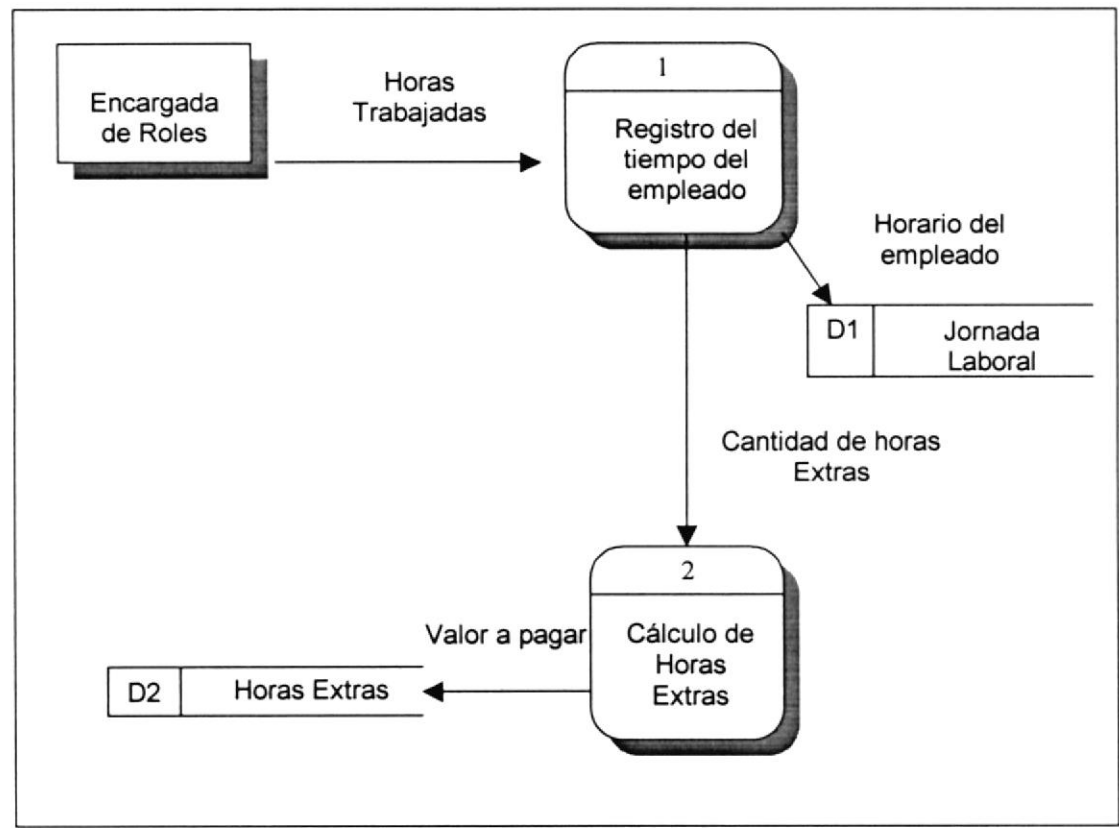 Encargada
de Roles
Horas
Trabajadas
1
Registro del
tiempo del
empleado
Horario del
empleado
D1
Jornada
Laboral
Cantidad de horas
Extras
2
Cálculo de
Horas
Extras
Valor a pagar
D2
Horas Extras